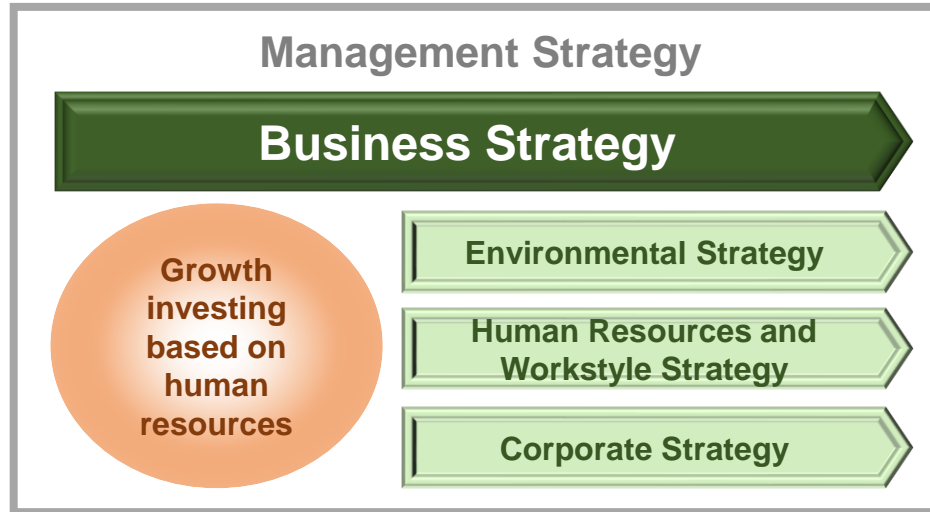 Management Strategy
Business Strategy
Growth
investing
based on
human
resources
Environmental Strategy
Human Resources and
Workstyle Strategy
Corporate Strategy